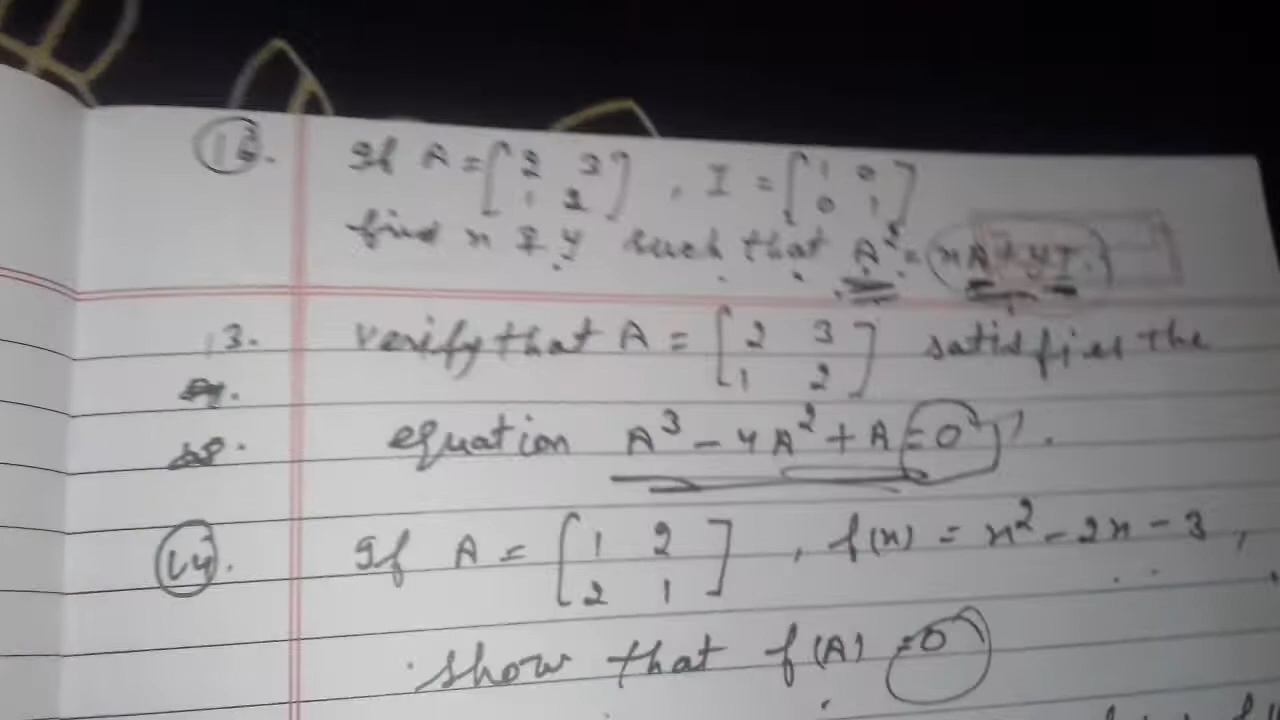 12. If A = [2 3] , I = [1 0]
[1 2] [0 1]
find x & y such that A² = (xA + yI)
13. verify that A = [2 3] satisfies the
[1 2]
equation A³ - 4A² + A = 0
14. If A = [1 2] , f(x) = x² - 2x - 3,
[2 1]
show that f(A) = 0